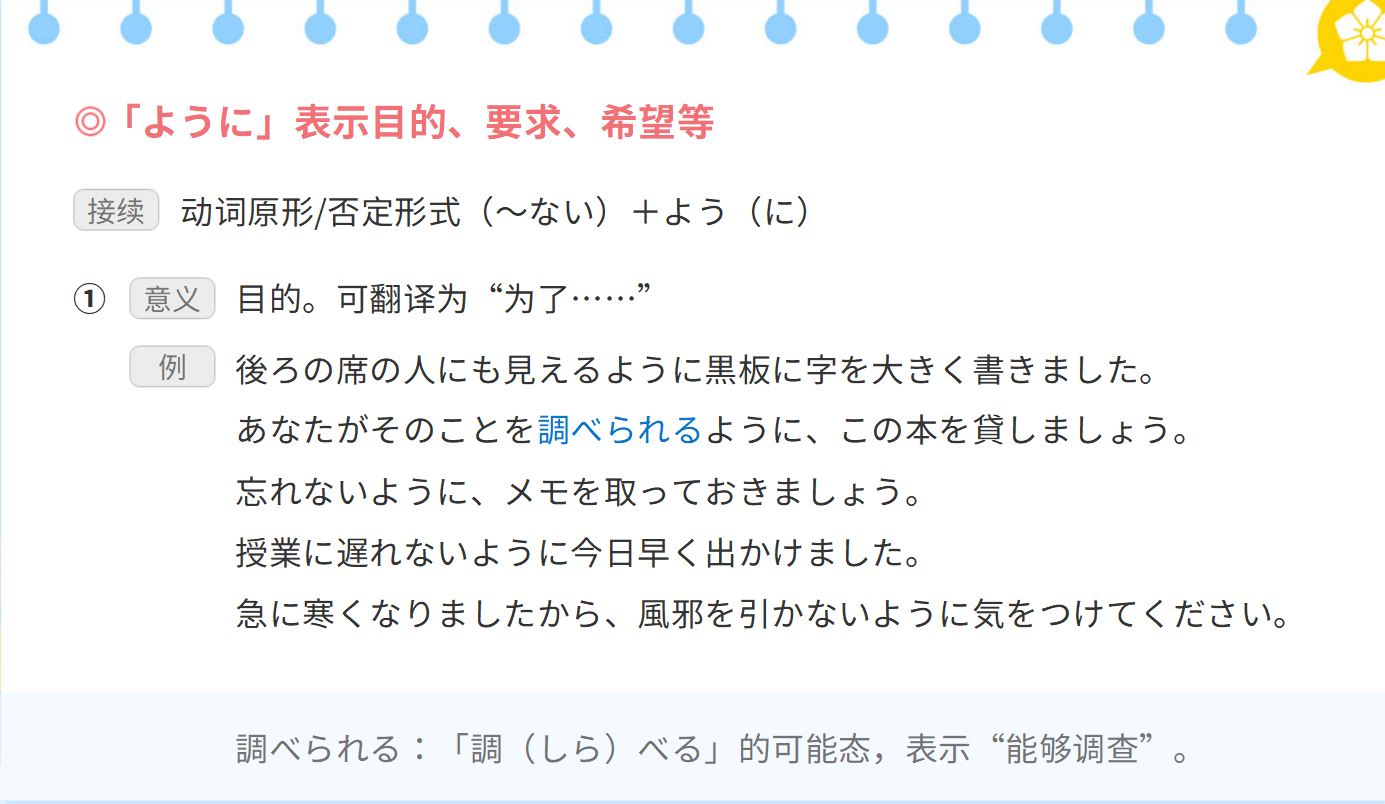 ◎「ように」表示目的、要求、希望等
接续 动词原形/否定形式（～ない）＋よう（に）
① 意义 目的。可翻译为“为了……”
例 後ろの席の人にも見えるように黒板に字を大きく書きました。
あなたがそのことを調べられるように、この本を貸しましょう。
忘れないように、メモを取っておきましょう。
授業に遅れないように今日早く出かけました。
急に寒くなりましたから、風邪を引かないように気をつけてください。
調べられる：「調（しら）べる」的可能态，表示“能够调查”。